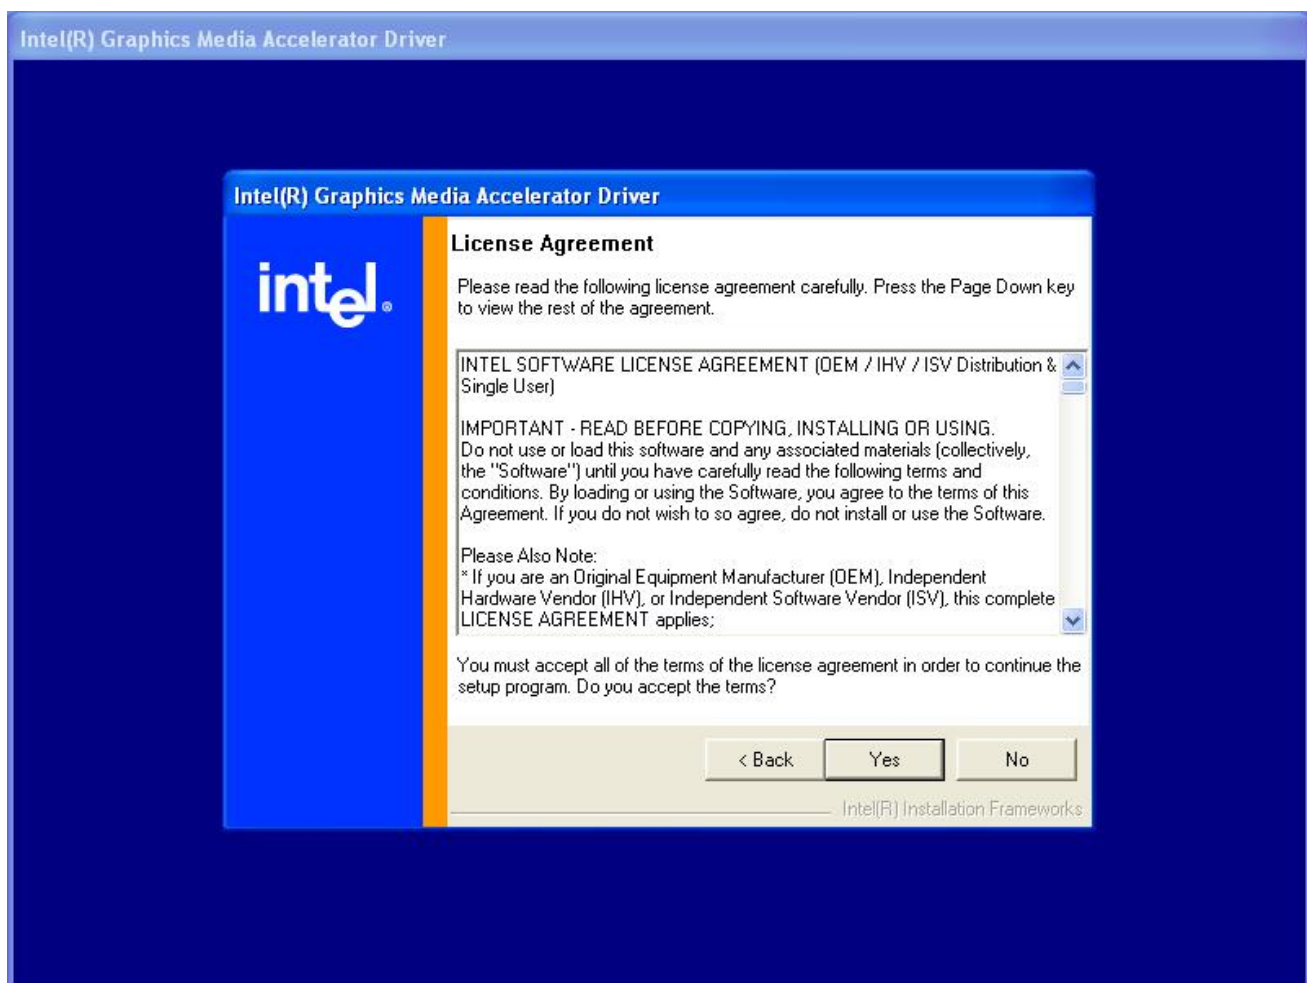 Intel(R) Graphics Media Accelerator Driver
Intel(R) Graphics Media Accelerator Driver
intel®
License Agreement
Please read the following license agreement carefully. Press the Page Down key
to view the rest of the agreement.
INTEL SOFTWARE LICENSE AGREEMENT (OEM / IHV / ISV Distribution &
Single User)
IMPORTANT - READ BEFORE COPYING, INSTALLING OR USING.
Do not use or load this software and any associated materials (collectively,
the "Software") until you have carefully read the following terms and
conditions. By loading or using the Software, you agree to the terms of this
Agreement. If you do not wish to so agree, do not install or use the Software.
Please Also Note:
* If you are an Original Equipment Manufacturer (OEM), Independent
Hardware Vendor (IHV), or Independent Software Vendor (ISV), this complete
LICENSE AGREEMENT applies;
You must accept all of the terms of the license agreement in order to continue the
setup program. Do you accept the terms?
< Back Yes No
Intel(R) Installation Frameworks